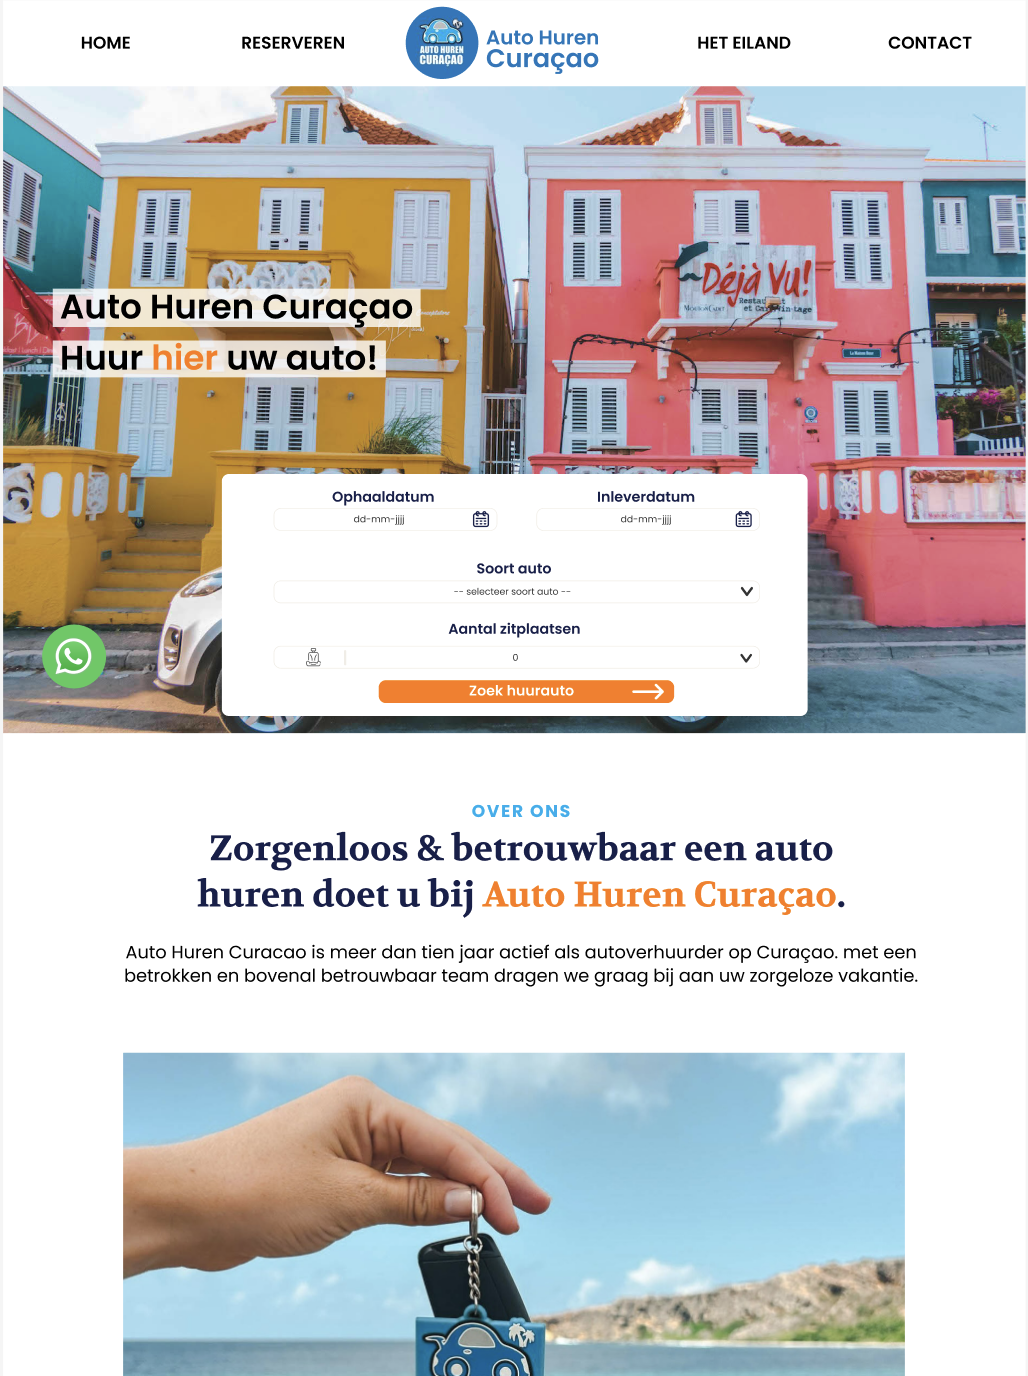 HOME
RESERVEREN
AUTO HUREN
CURAÇAO
Auto Huren
Curaçao
HET EILAND
CONTACT
Déjà Vu!
Auto Huren Curaçao
Huur hier uw auto!
La Maison Rose
Ophaaldatum
Inleverdatum
dd-mm-jjjj
dd-mm-jjjj
Soort auto
-- selecteer soort auto --
Aantal zitplaatsen
0
Zoek huurauto
OVER ONS
Zorgenloos & betrouwbaar een auto
huren doet u bij Auto Huren Curaçao.
Auto Huren Curacao is meer dan tien jaar actief als autoverhuurder op Curaçao. met een
betrokken en bovenal betrouwbaar team dragen we graag bij aan uw zorgeloze vakantie.